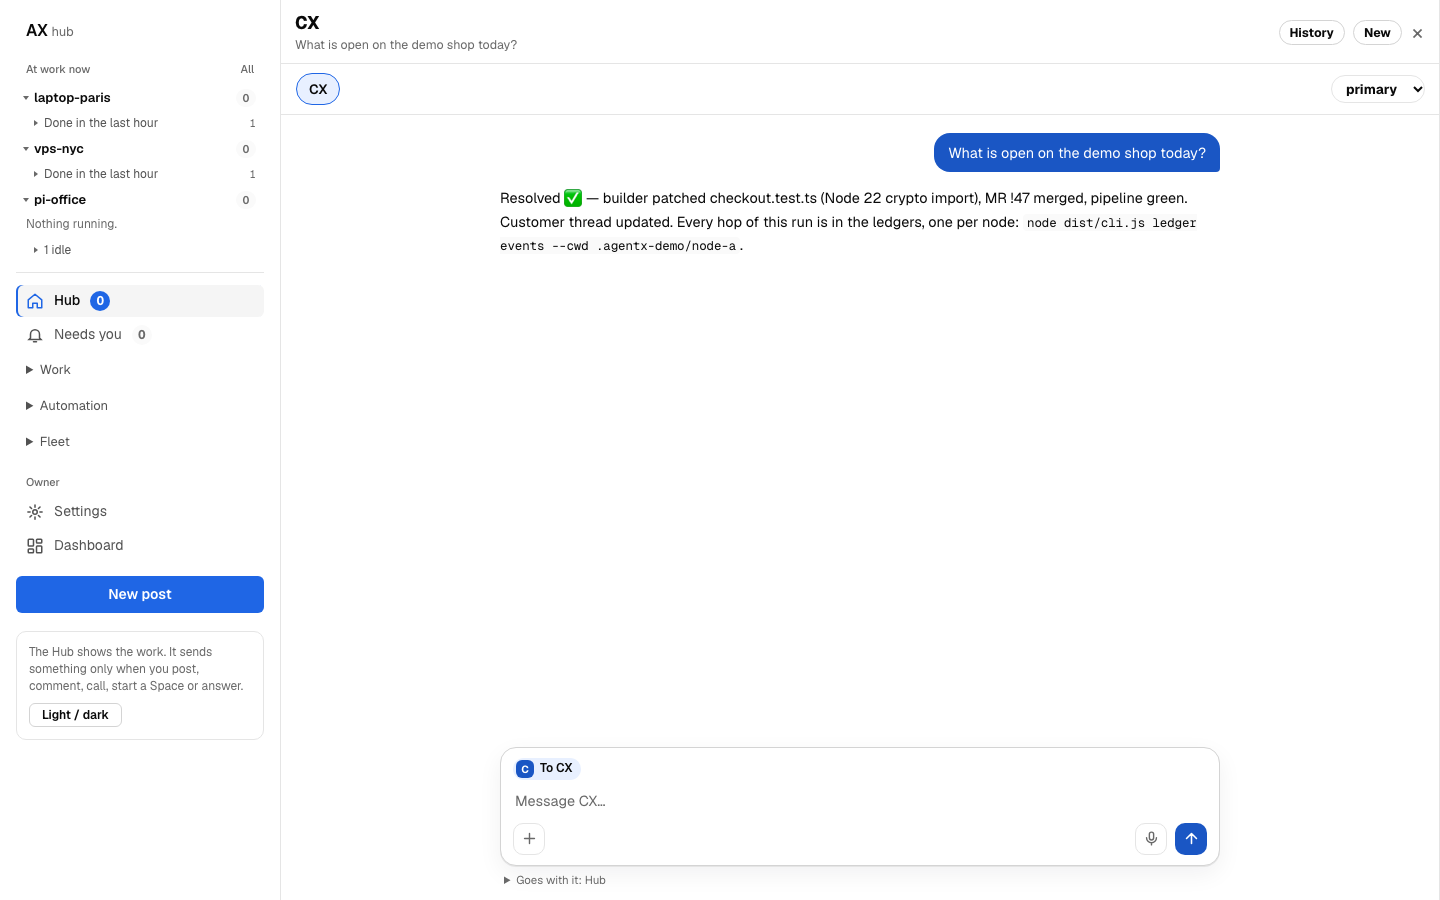 AX hub
At work now All
laptop-paris 0
Done in the last hour 1
vps-nyc 0
Done in the last hour 1
pi-office 0
Nothing running.
1 idle
Hub 0
Needs you 0
Work
Automation
Fleet
Owner
Settings
Dashboard
New post
The Hub shows the work. It sends
something only when you post,
comment, call, start a Space or answer.
Light / dark
CX
What is open on the demo shop today?
History New ×
CX primary
What is open on the demo shop today?
Resolved ✅ — builder patched checkout.test.ts (Node 22 crypto import), MR !47 merged, pipeline green.
Customer thread updated. Every hop of this run is in the ledgers, one per node: node dist/cli.js ledger
events --cwd .agentx-demo/node-a.
C To CX
Message CX…
Goes with it: Hub